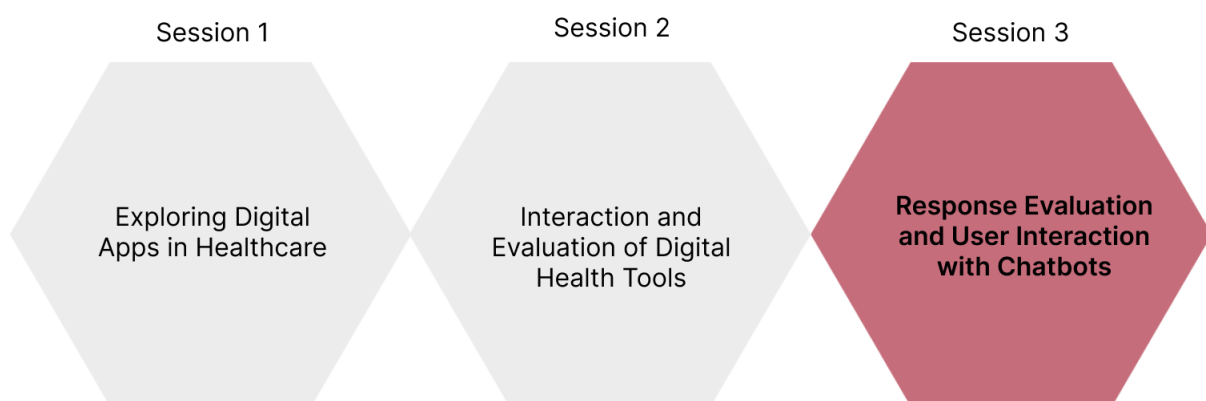 Session 1
Session 2
Session 3
Exploring Digital
Apps in Healthcare
Interaction and
Evaluation of Digital
Health Tools
Response Evaluation
and User Interaction
with Chatbots